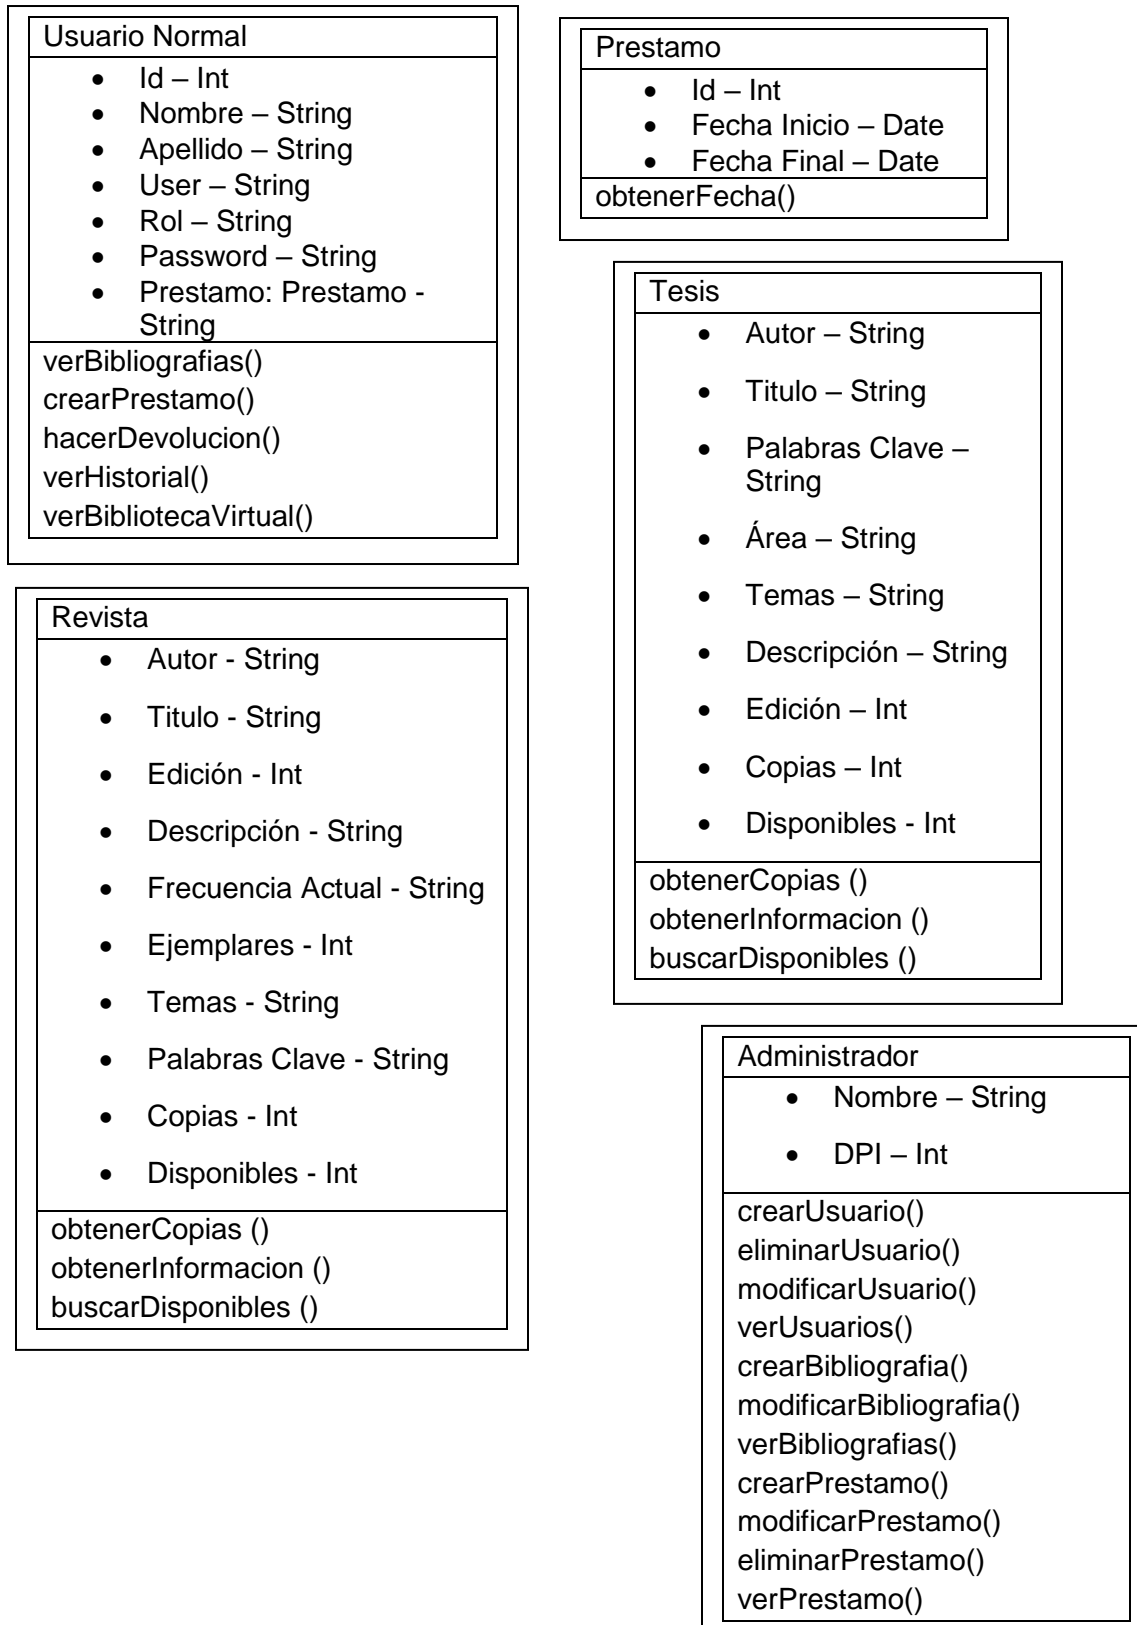 Usuario Normal
• Id – Int
• Nombre – String
• Apellido – String
• User – String
• Rol – String
• Password – String
• Prestamo: Prestamo -
String
verBibliografias()
crearPrestamo()
hacerDevolucion()
verHistorial()
verBibliotecaVirtual()
Prestamo
• Id – Int
• Fecha Inicio – Date
• Fecha Final – Date
obtenerFecha()
Tesis
• Autor – String
• Titulo – String
• Palabras Clave –
String
• Área – String
• Temas – String
• Descripción – String
• Edición – Int
• Copias – Int
• Disponibles - Int
obtenerCopias ()
obtenerInformacion ()
buscarDisponibles ()
Revista
• Autor - String
• Titulo - String
• Edición - Int
• Descripción - String
• Frecuencia Actual - String
• Ejemplares - Int
• Temas - String
• Palabras Clave - String
• Copias - Int
• Disponibles - Int
obtenerCopias ()
obtenerInformacion ()
buscarDisponibles ()
Administrador
• Nombre – String
• DPI – Int
crearUsuario()
eliminarUsuario()
modificarUsuario()
verUsuarios()
crearBibliografia()
modificarBibliografia()
verBibliografias()
crearPrestamo()
modificarPrestamo()
eliminarPrestamo()
verPrestamo()